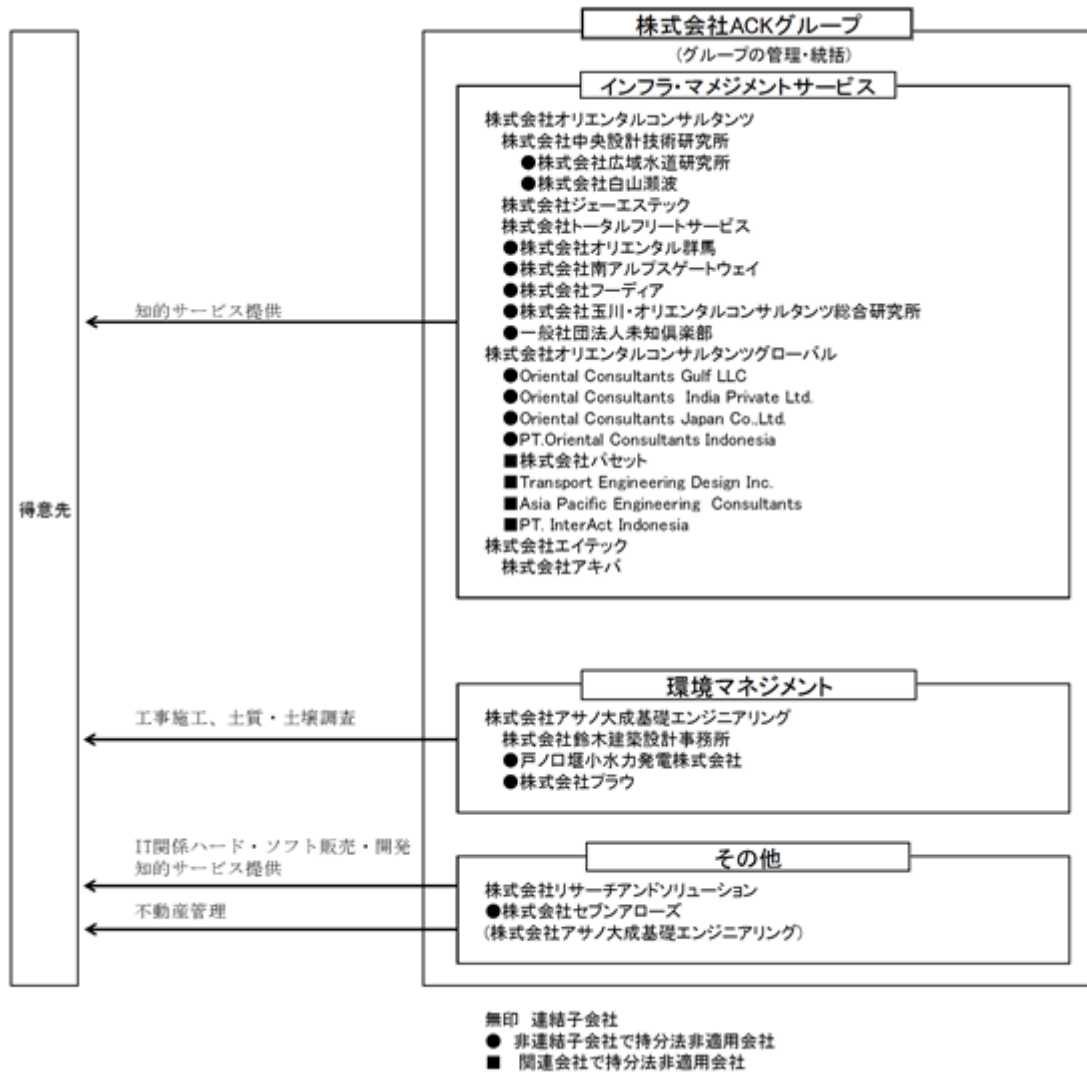 株式会社ACKグループ
(グループの管理・統括)
インフラ・マメジメントサービス
株式会社オリエンタルコンサルタンツ
株式会社中央設計技術研究所
●株式会社広域水道研究所
●株式会社白山瀬波
株式会社ジェーエステック
株式会社トータルフリートサービス
●株式会社オリエンタル群馬
●株式会社南アルプスゲートウェイ
●株式会社フーディア
●株式会社玉川・オリエンタルコンサルタンツ総合研究所
●一般社団法人未知倶楽部
株式会社オリエンタルコンサルタンツグローバル
●Oriental Consultants Gulf LLC
●Oriental Consultants India Private Ltd.
●Oriental Consultants Japan Co.,Ltd.
●PT.Oriental Consultants Indonesia
■株式会社パセット
■Transport Engineering Design Inc.
■Asia Pacific Engineering Consultants
■PT. InterAct Indonesia
株式会社エイテック
株式会社アキバ
知的サービス提供
得意先
環境マネジメント
株式会社アサノ大成基礎エンジニアリング
株式会社鈴木建築設計事務所
●戸ノ口堰小水力発電株式会社
●株式会社プラウ
工事施工、土質・土壌調査
その他
株式会社リサーチアンドソリューション
●株式会社セブンアローズ
(株式会社アサノ大成基礎エンジニアリング)
IT関係ハード・ソフト販売・開発
知的サービス提供
不動産管理
無印 連結子会社
● 非連結子会社で持分法非適用会社
■ 関連会社で持分法非適用会社